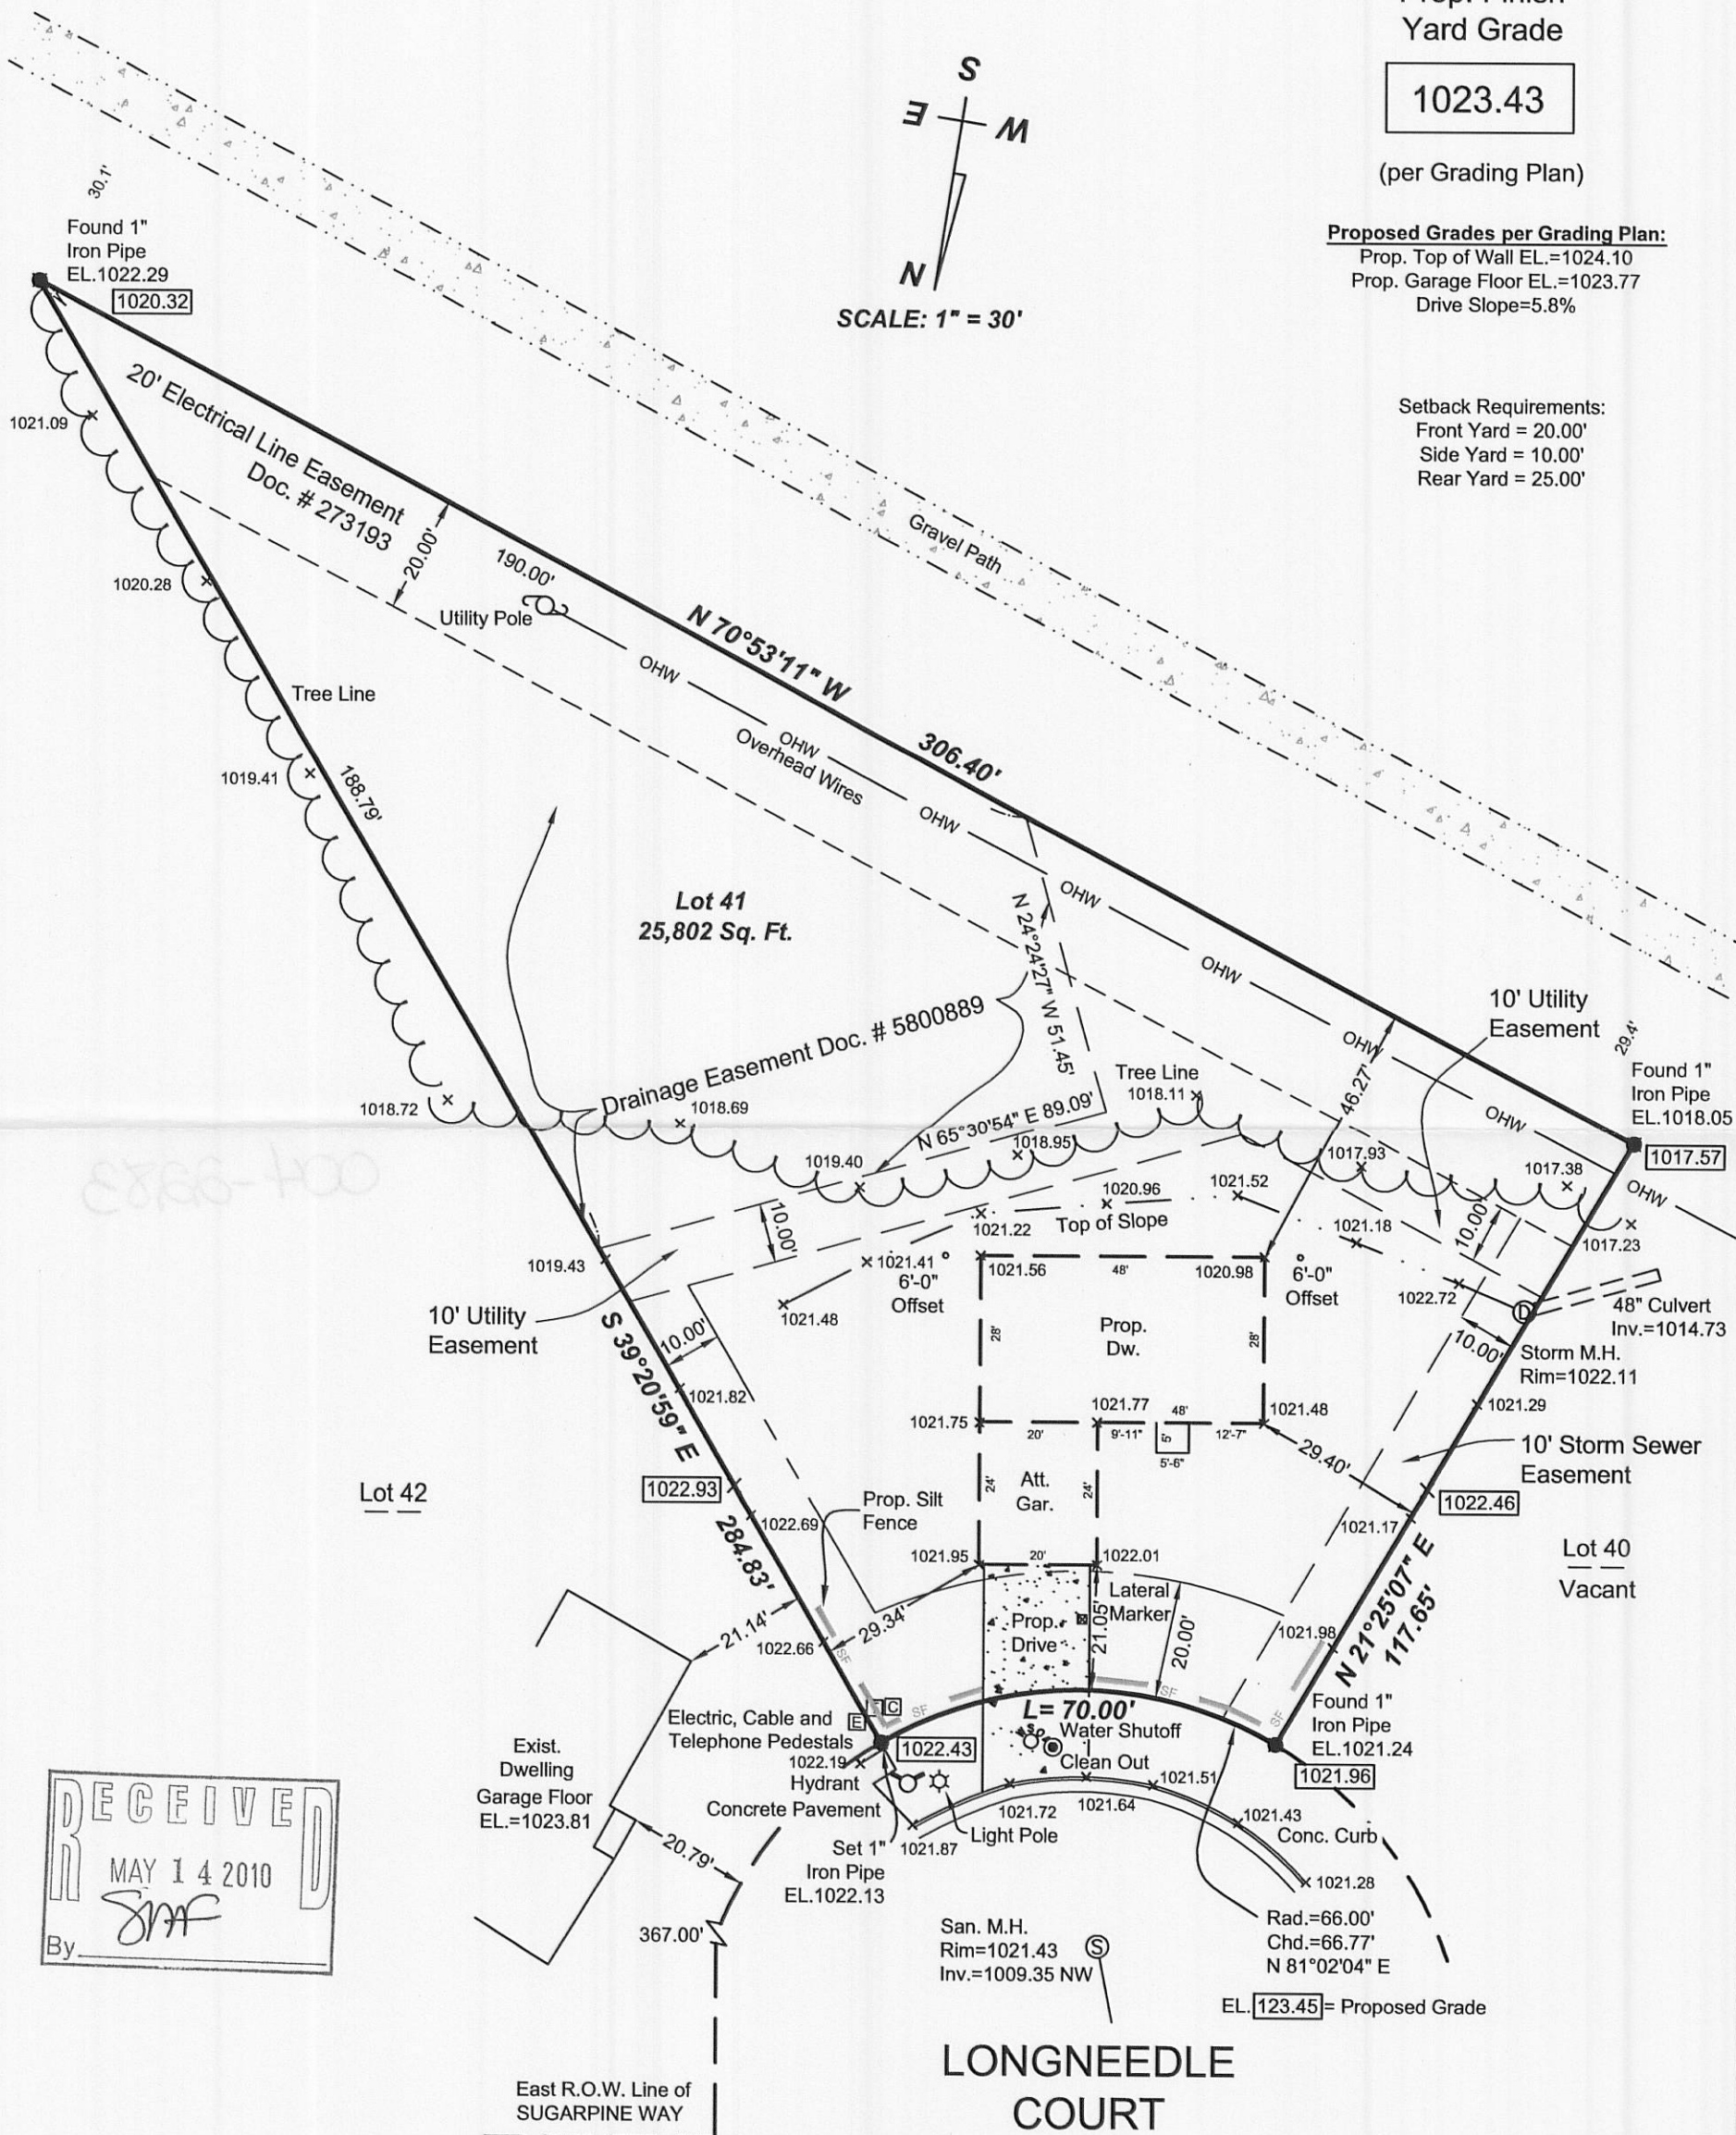 Yard Grade
1023.43
(per Grading Plan)
Proposed Grades per Grading Plan:
Prop. Top of Wall EL.=1024.10
Prop. Garage Floor EL.=1023.77
Drive Slope=5.8%
Setback Requirements:
Front Yard = 20.00'
Side Yard = 10.00'
Rear Yard = 25.00'
S
E
W
N
SCALE: 1" = 30'
30.1'
Found 1"
Iron Pipe
EL.1022.29
1020.32
20' Electrical Line Easement
Doc. # 273193
20.00'
190.00'
Utility Pole
1021.09
1020.28
Tree Line
1019.41
188.79'
OHW
N 70°53'11" W
OHW
Overhead Wires
306.40'
OHW
Gravel Path
Lot 41
25,802 Sq. Ft.
OHW
N 24°24'27" W 51.45'
OHW
10' Utility
Easement
OHW
29.4'
Found 1"
Iron Pipe
EL.1018.05
1017.57
OHW
OHW
46.27'
Drainage Easement Doc. # 5800889
Tree Line
1018.11
1018.72
1018.69
N 65°30'54" E 89.09'
1018.95
1019.40
1017.93
1017.38
1017.23
10.00'
1020.96
1021.52
1021.22
Top of Slope
1021.18
10.00'
1019.43
1021.41
6'-0"
Offset
1021.56
48'
1020.98
6'-0"
Offset
1022.72
D
48" Culvert
Inv.=1014.73
10' Utility
Easement
1021.48
10.00'
28'
Prop.
Dw.
28'
10.00'
Storm M.H.
Rim=1022.11
S 39°20'59" E
1021.82
1021.75
1021.77
48'
1021.48
1021.29
20'
9'-11"
5'
12'-7"
5'-6"
29.40'
10' Storm Sewer
Easement
Lot 42
1022.93
24'
Att.
Gar.
24'
1022.46
Prop. Silt
Fence
1022.69
1021.17
284.83'
1021.95
20'
1022.01
Lot 40
Vacant
N 21°25'07" E
117.65'
Lateral
Marker
Prop.
Drive
21.05'
20.00'
21.14'
1022.66
29.34'
1021.98
SF
SF
SF
SF
L= 70.00'
Electric, Cable and
Telephone Pedestals
E
C
1022.43
Water Shutoff
Clean Out
Found 1"
Iron Pipe
EL.1021.24
1021.96
Exist.
Dwelling
Garage Floor
EL.=1023.81
1022.19
Hydrant
Concrete Pavement
1021.51
1021.72
1021.64
1021.43
Light Pole
Conc. Curb
20.79'
Set 1"
Iron Pipe
EL.1022.13
1021.87
1021.28
367.00'
San. M.H.
Rim=1021.43
Inv.=1009.35 NW
S
Rad.=66.00'
Chd.=66.77'
N 81°02'04" E
EL.123.45= Proposed Grade
RECEIVED
MAY 14 2010
By
LONGNEEDLE
COURT
East R.O.W. Line of
SUGARPINE WAY